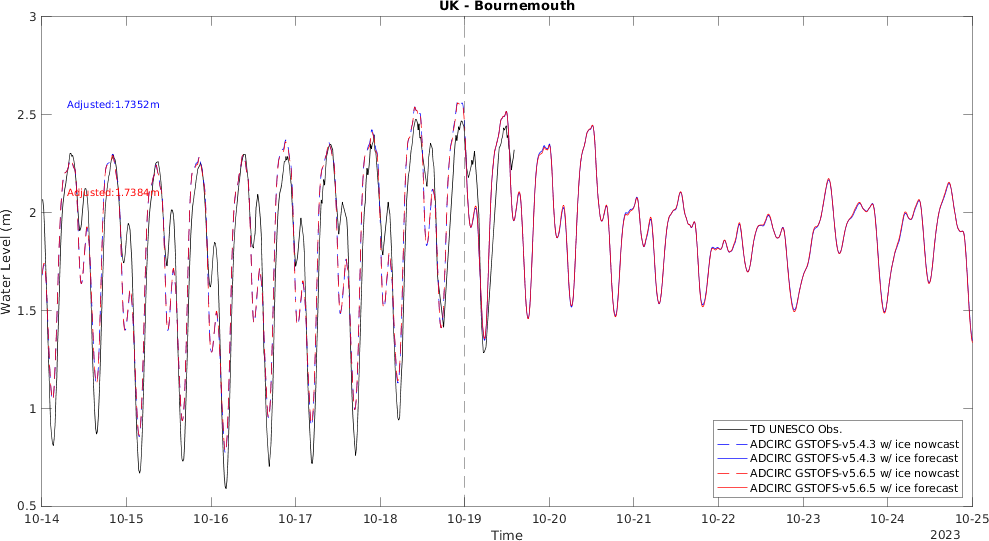 UK - Bournemouth
3
2.5
2
1.5
1
0.5
Water Level (m)
Adjusted:1.7352m
Adjusted:1.7384m
TD UNESCO Obs.
ADCIRC GSTOFS-v5.4.3 w/ ice nowcast
ADCIRC GSTOFS-v5.4.3 w/ ice forecast
ADCIRC GSTOFS-v5.6.5 w/ ice nowcast
ADCIRC GSTOFS-v5.6.5 w/ ice forecast
10-14 10-15 10-16 10-17 10-18 10-19 10-20 10-21 10-22 10-23 10-24 10-25
Time
2023